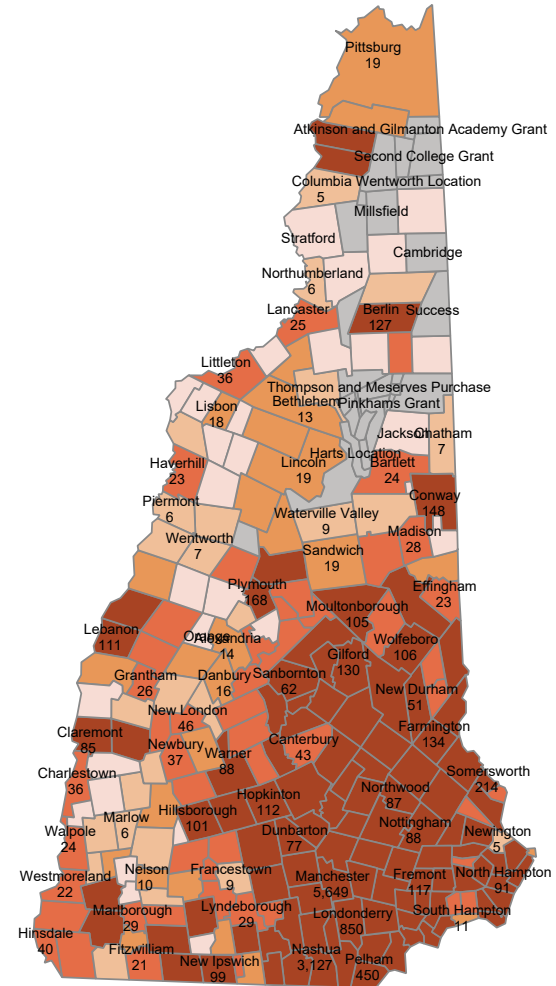 Pittsburg
19
Atkinson and Gilmanton Academy Grant
Second College Grant
Columbia
5
Wentworth Location
Millsfield
Stratford
Cambridge
Northumberland
6
Lancaster
25
Berlin
127
Success
Littleton
36
Thompson and Meserves Purchase
Bethlehem
13
Pinkhams Grant
Lisbon
18
Jackson
Chatham
7
Harts Location
Haverhill
23
Lincoln
19
Bartlett
24
Conway
148
Piermont
6
Waterville Valley
9
Madison
28
Wentworth
7
Sandwich
19
Plymouth
168
Effingham
23
Moultonborough
105
Lebanon
111
Orange
Alexandria
14
Wolfeboro
106
Gilford
130
Grantham
26
Danbury
16
Sanbornton
62
New Durham
51
New London
46
Claremont
85
Newbury
37
Warner
88
Canterbury
43
Farmington
134
Charlestown
36
Somersworth
214
Hopkinton
112
Northwood
87
Marlow
6
Hillsborough
101
Walpole
24
Dunbarton
77
Nottingham
88
Newington
5
Westmoreland
22
Nelson
10
Francestown
9
Manchester
5,649
Fremont
117
North Hampton
91
Marlborough
29
Lyndeborough
29
Londonderry
850
South Hampton
11
Hinsdale
40
Fitzwilliam
21
New Ipswich
99
Nashua
3,127
Pelham
450